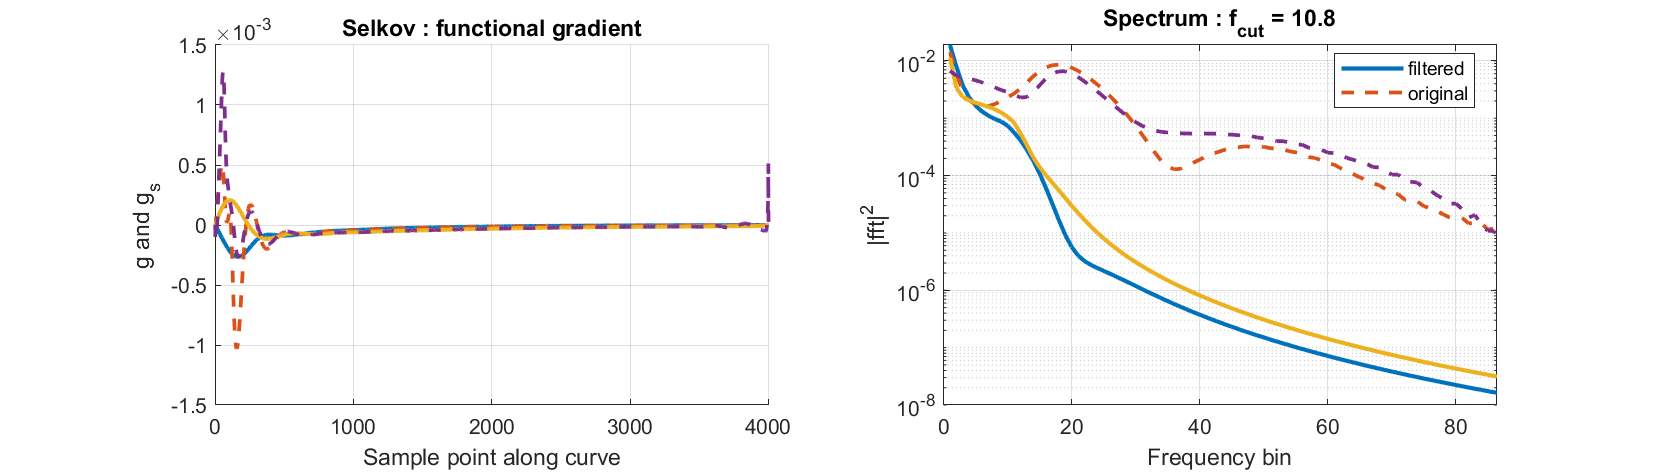 Selkov : functional gradient
×10-3
1.5
1
0.5
0
-0.5
-1
-1.5
g and gs
0
1000
2000
3000
4000
Sample point along curve
Spectrum : fcut = 10.8
10-2
10-4
10-6
10-8
|fft|2
filtered
original
0
20
40
60
80
Frequency bin